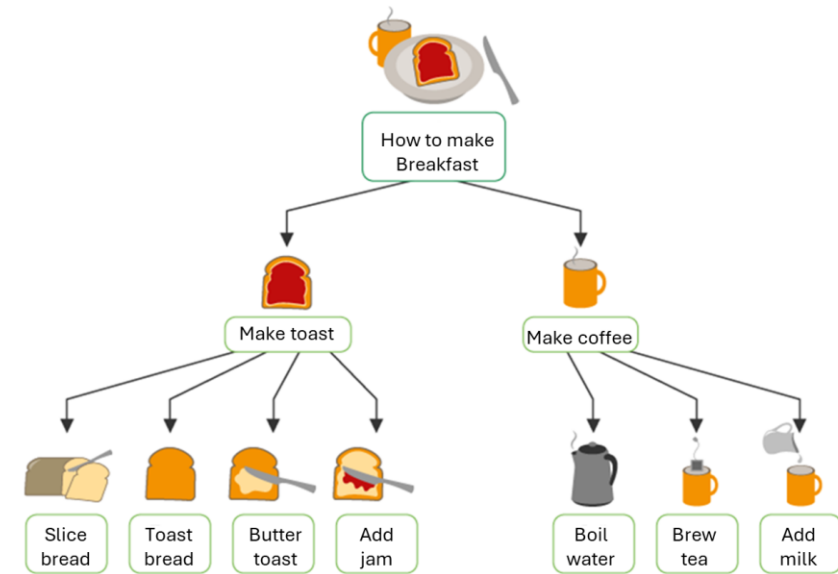 How to make
Breakfast
Make toast
Make coffee
Slice
bread
Toast
bread
Butter
toast
Add
jam
Boil
water
Brew
tea
Add
milk